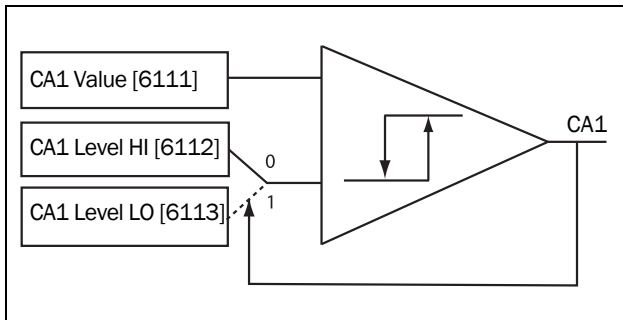 CA1 Value [6111]
CA1 Level HI [6112]
CA1 Level LO [6113]
0
1
CA1